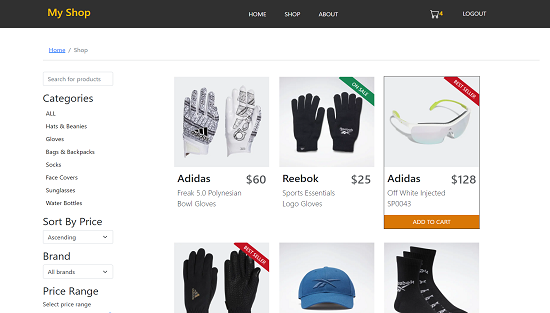 My Shop
HOME
SHOP
ABOUT
4
LOGOUT
Home / Shop
Search for products
Categories
ALL
Hats & Beanies
Gloves
Bags & Backpacks
Socks
Face Covers
Sunglasses
Water Bottles
Sort By Price
Ascending
Brand
All brands
Price Range
Select price range
Adidas $60
Freak 5.0 Polynesian
Bowl Gloves
ON SALE
Reebok $25
Sports Essentials
Logo Gloves
BEST SELLER
Adidas $128
Off White Injected
SP0043
ADD TO CART
BEST SELLER